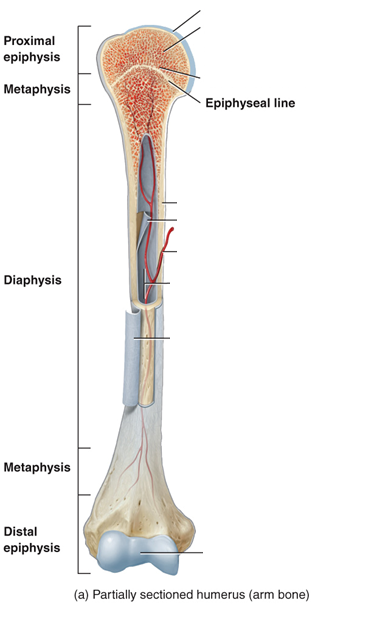 Proximal
epiphysis
Metaphysis
Epiphyseal line
Diaphysis
Metaphysis
Distal
epiphysis
(a) Partially sectioned humerus (arm bone)